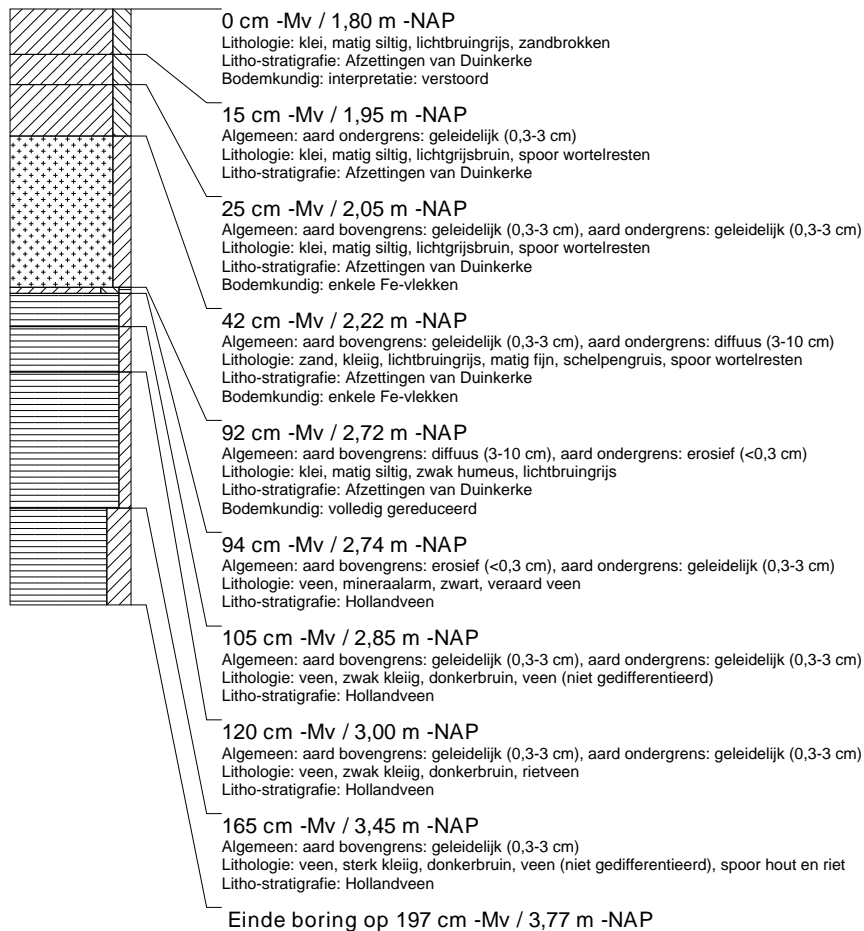 0 cm -Mv / 1,80 m -NAP
Lithologie: klei, matig siltig, lichtbruingrijs, zandbrokken
Litho-stratigrafie: Afzettingen van Duinkerke
Bodemkundig: interpretatie: verstoord
15 cm -Mv / 1,95 m -NAP
Algemeen: aard ondergrens: geleidelijk (0,3-3 cm)
Lithologie: klei, matig siltig, lichtgrijsbruin, spoor wortelresten
Litho-stratigrafie: Afzettingen van Duinkerke
25 cm -Mv / 2,05 m -NAP
Algemeen: aard bovengrens: geleidelijk (0,3-3 cm), aard ondergrens: geleidelijk (0,3-3 cm)
Lithologie: klei, matig siltig, lichtgrijsbruin, spoor wortelresten
Litho-stratigrafie: Afzettingen van Duinkerke
Bodemkundig: enkele Fe-vlekken
42 cm -Mv / 2,22 m -NAP
Algemeen: aard bovengrens: geleidelijk (0,3-3 cm), aard ondergrens: diffuus (3-10 cm)
Lithologie: zand, kleiig, lichtbruingrijs, matig fijn, schelpengruis, spoor wortelresten
Litho-stratigrafie: Afzettingen van Duinkerke
Bodemkundig: enkele Fe-vlekken
92 cm -Mv / 2,72 m -NAP
Algemeen: aard bovengrens: diffuus (3-10 cm), aard ondergrens: erosief (<0,3 cm)
Lithologie: klei, matig siltig, zwak humeus, lichtbruingrijs
Litho-stratigrafie: Afzettingen van Duinkerke
Bodemkundig: volledig gereduceerd
94 cm -Mv / 2,74 m -NAP
Algemeen: aard bovengrens: erosief (<0,3 cm), aard ondergrens: geleidelijk (0,3-3 cm)
Lithologie: veen, mineraalarm, zwart, veraard veen
Litho-stratigrafie: Hollandveen
105 cm -Mv / 2,85 m -NAP
Algemeen: aard bovengrens: geleidelijk (0,3-3 cm), aard ondergrens: geleidelijk (0,3-3 cm)
Lithologie: veen, zwak kleiig, donkerbruin, veen (niet gedifferentieerd)
Litho-stratigrafie: Hollandveen
120 cm -Mv / 3,00 m -NAP
Algemeen: aard bovengrens: geleidelijk (0,3-3 cm), aard ondergrens: geleidelijk (0,3-3 cm)
Lithologie: veen, zwak kleiig, donkerbruin, rietveen
Litho-stratigrafie: Hollandveen
165 cm -Mv / 3,45 m -NAP
Algemeen: aard bovengrens: geleidelijk (0,3-3 cm)
Lithologie: veen, sterk kleiig, donkerbruin, veen (niet gedifferentieerd), spoor hout en riet
Litho-stratigrafie: Hollandveen
Einde boring op 197 cm -Mv / 3,77 m -NAP